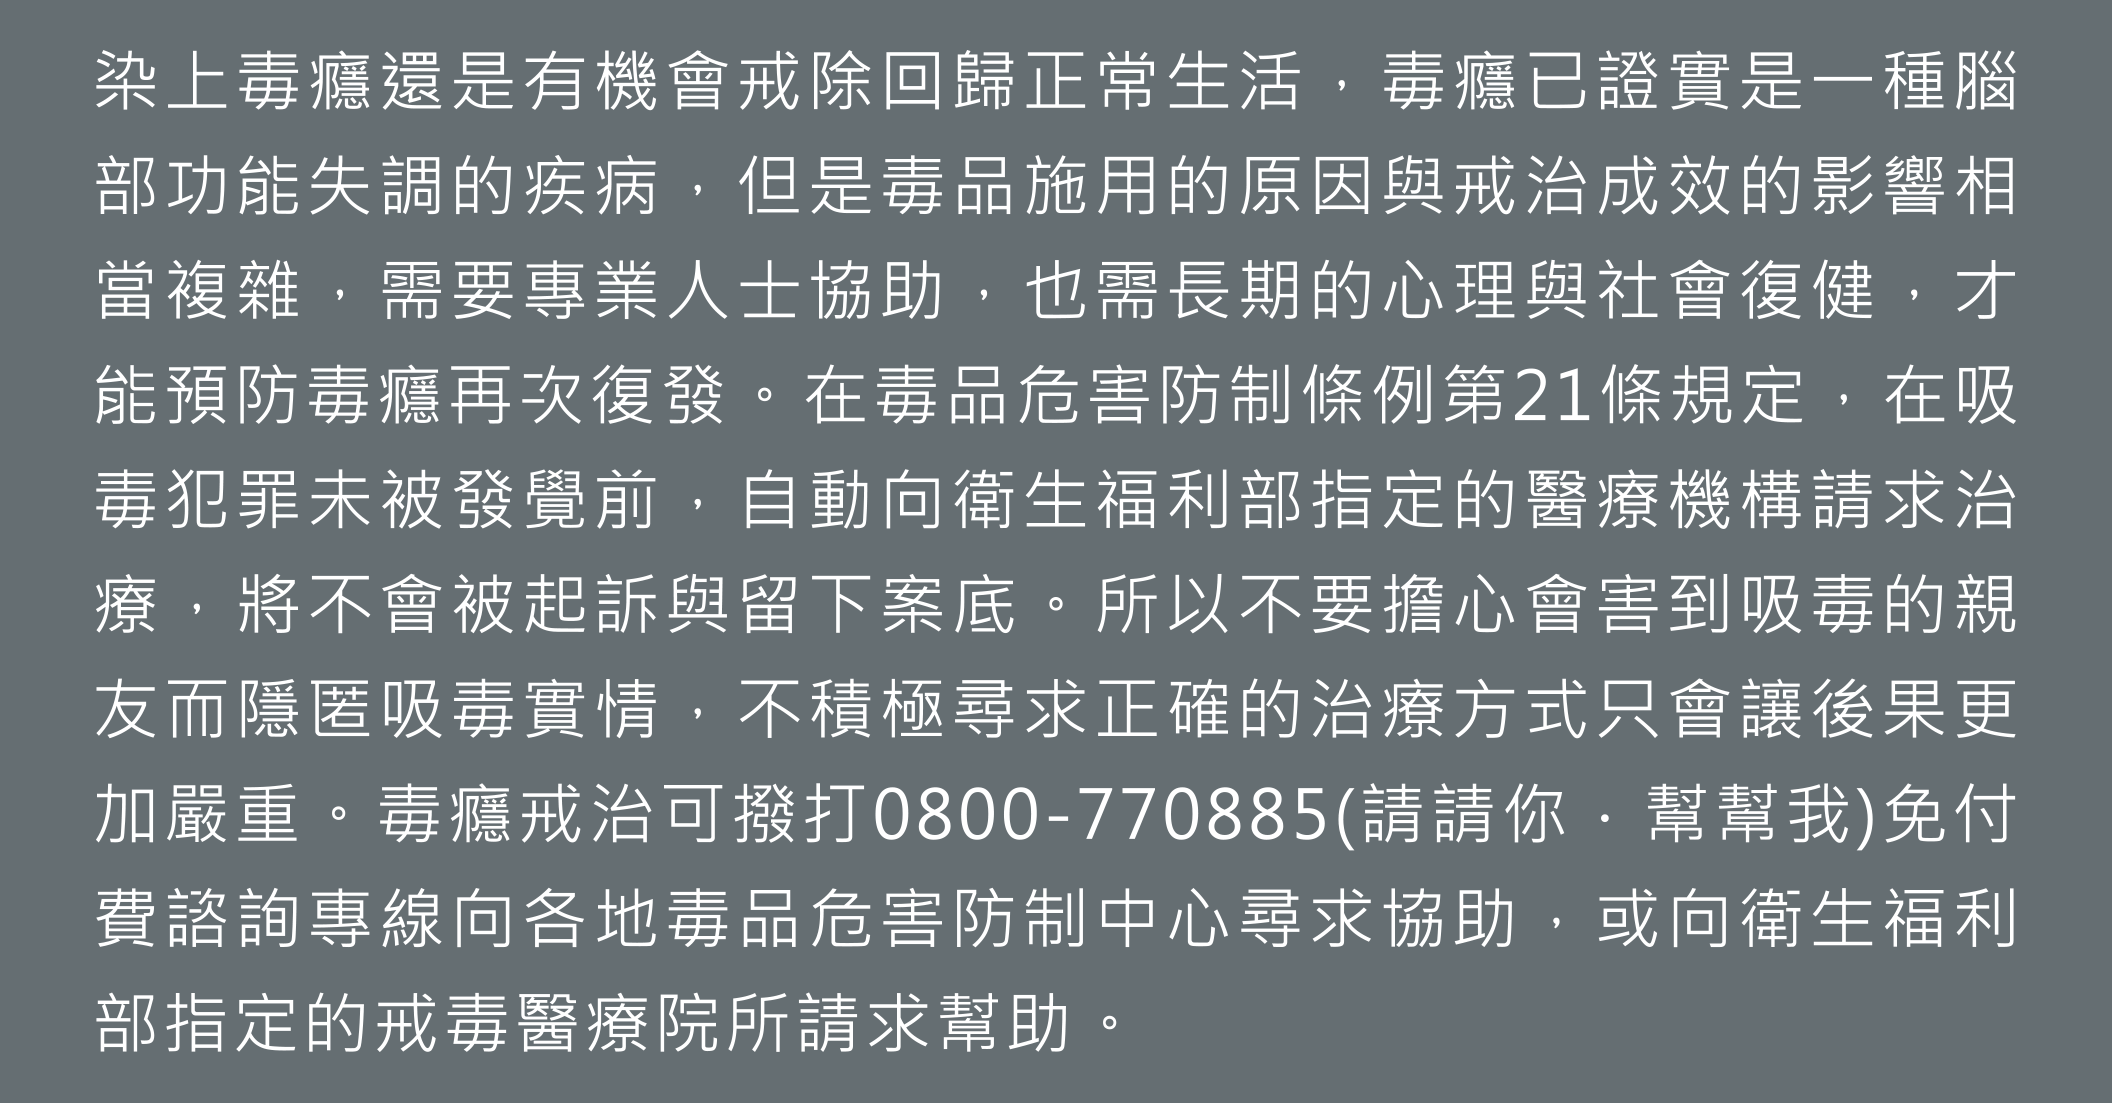 染上毒癮還是有機會戒除回歸正常生活，毒癮已證實是一種腦
部功能失調的疾病，但是毒品施用的原因與戒治成效的影響相
當複雜，需要專業人士協助，也需長期的心理與社會復健，才
能預防毒癮再次復發。在毒品危害防制條例第21條規定，在吸
毒犯罪未被發覺前，自動向衛生福利部指定的醫療機構請求治
療，將不會被起訴與留下案底。所以不要擔心會害到吸毒的親
友而隱匿吸毒實情，不積極尋求正確的治療方式只會讓後果更
加嚴重。毒癮戒治可撥打0800-770885(請請你．幫幫我)免付
費諮詢專線向各地毒品危害防制中心尋求協助，或向衛生福利
部指定的戒毒醫療院所請求幫助。